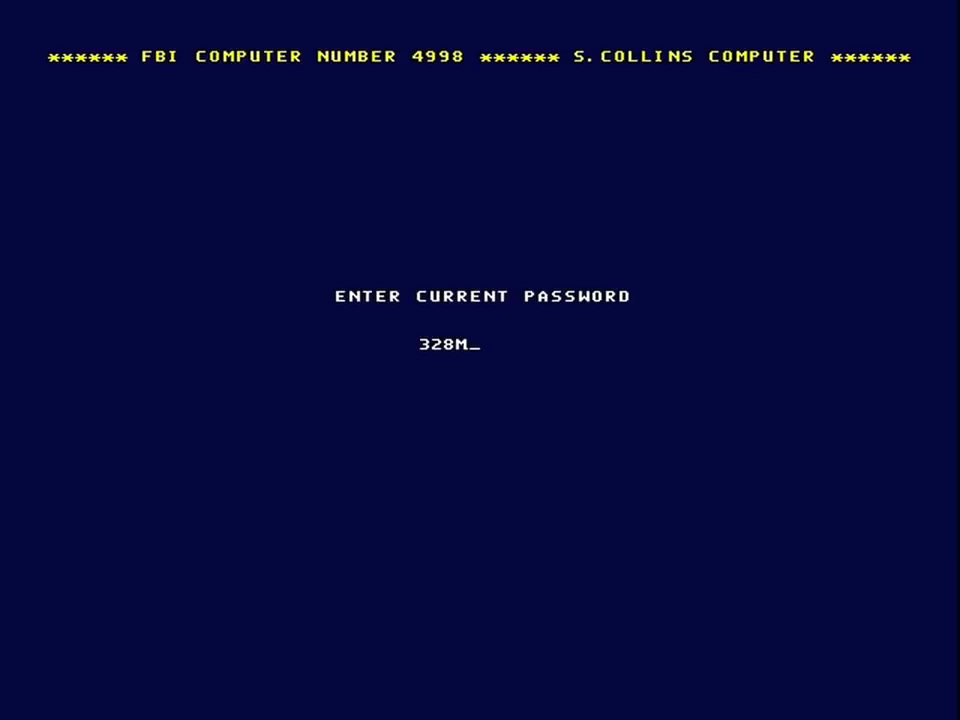 ****** FBI COMPUTER NUMBER 4998 ****** S.COLLINS COMPUTER ******
ENTER CURRENT PASSWORD
328M_